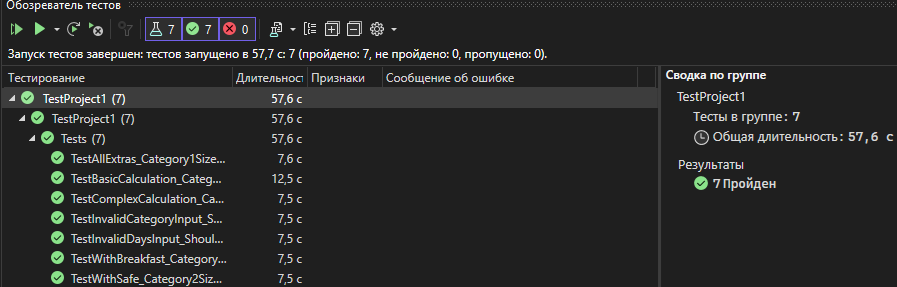 Обозреватель тестов
7 7 0
Запуск тестов завершен: тестов запущено в 57,7 с: 7 (пройдено: 7, не пройдено: 0, пропущено: 0).
Тестирование Длительност Признаки Сообщение об ошибке
TestProject1 (7) 57,6 с
TestProject1 (7) 57,6 с
Tests (7) 57,6 с
TestAllExtras_Category1Size... 7,6 с
TestBasicCalculation_Categ... 12,5 с
TestComplexCalculation_Ca... 7,5 с
TestInvalidCategoryInput_S... 7,5 с
TestInvalidDaysInput_Shoul... 7,5 с
TestWithBreakfast_Category... 7,5 с
TestWithSafe_Category2Siz... 7,5 с
Сводка по группе
TestProject1
Тесты в группе: 7
Общая длительность: 57,6 с
Результаты
7 Пройден